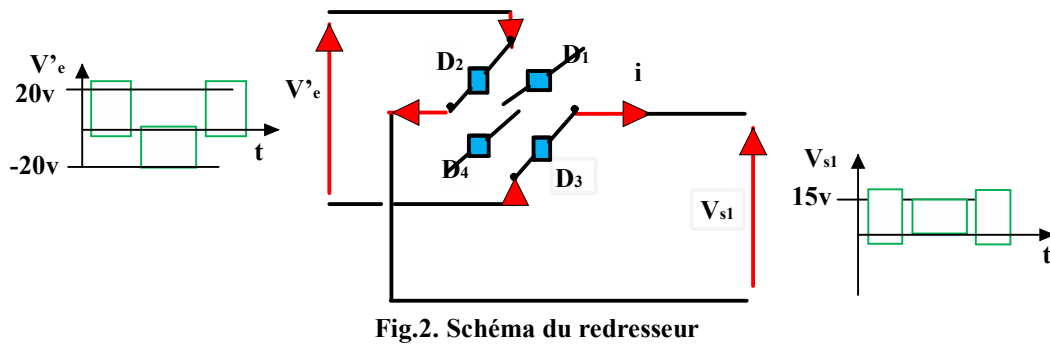 V'e
20v
-20v
t
V'e
D2
D1
D4
D3
i
Vs1
Vs1
15v
t
Fig.2. Schéma du redresseur